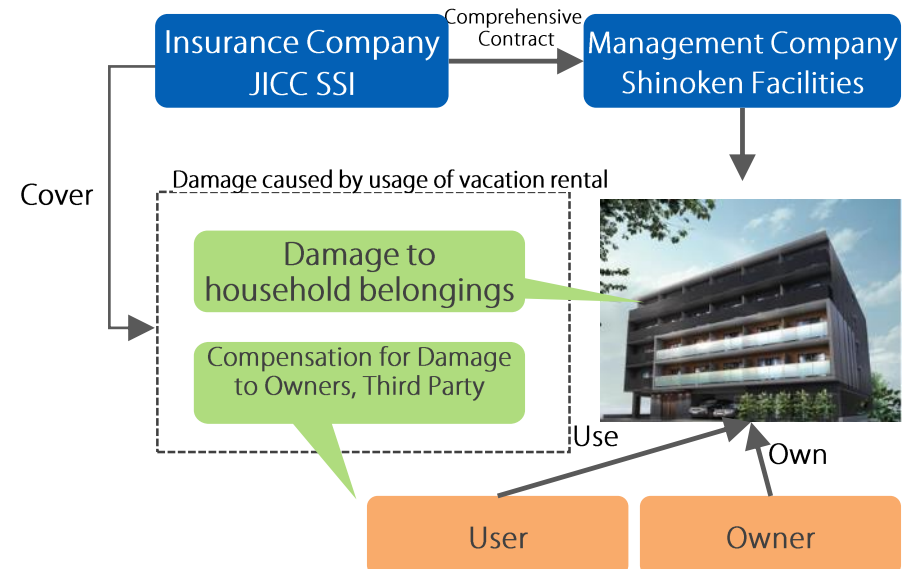 Insurance Company
JICC SSI
Comprehensive
Contract
Management Company
Shinoken Facilities
Cover
Damage caused by usage of vacation rental
Damage to
household belongings
Compensation for Damage
to Owners, Third Party
Use
Own
User
Owner